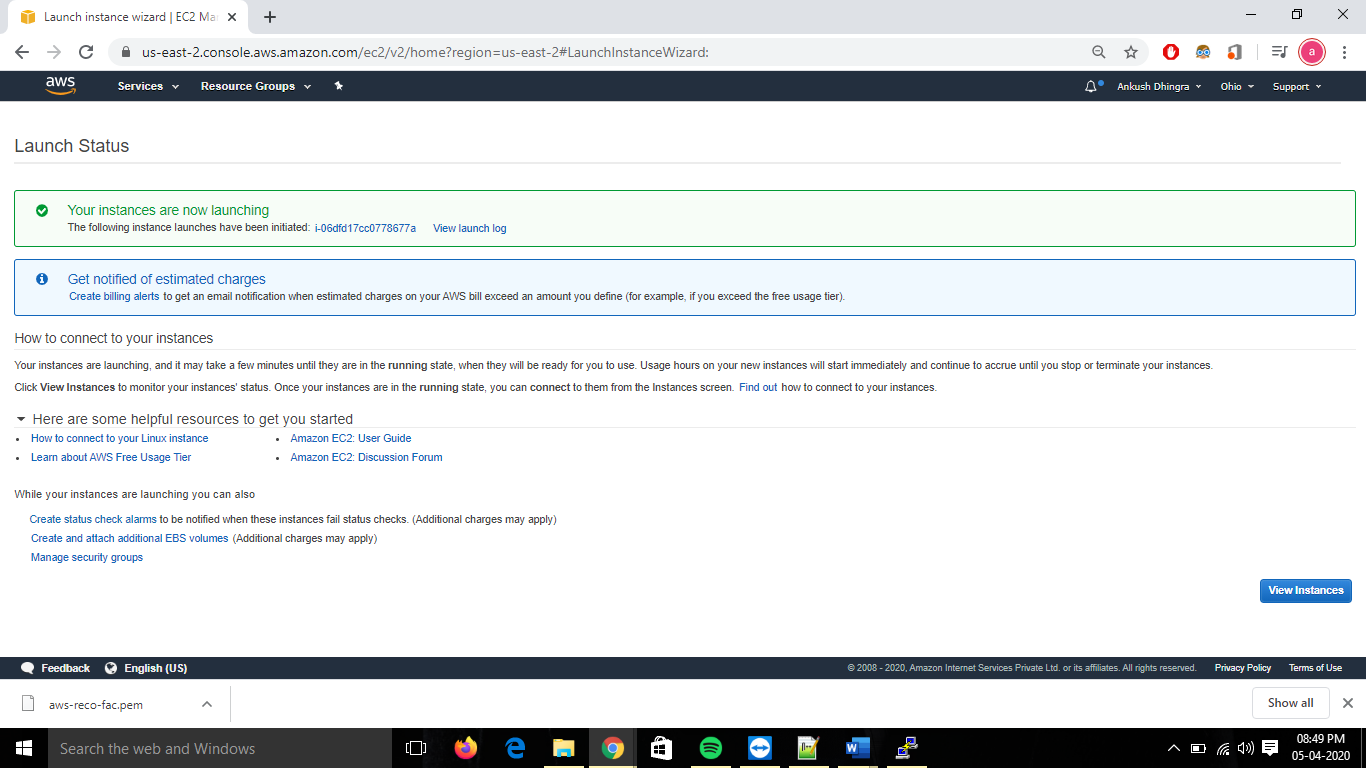 Launch instance wizard | EC2 Ma
us-east-2.console.aws.amazon.com/ec2/v2/home?region=us-east-2#LaunchInstanceWizard:
a
aws Services Resource Groups Ankush Dhingra Ohio Support
Launch Status
Your instances are now launching
The following instance launches have been initiated: i-06dfd17cc0778677a View launch log
Get notified of estimated charges
Create billing alerts to get an email notification when estimated charges on your AWS bill exceed an amount you define (for example, if you exceed the free usage tier).
How to connect to your instances
Your instances are launching, and it may take a few minutes until they are in the running state, when they will be ready for you to use. Usage hours on your new instances will start immediately and continue to accrue until you stop or terminate your instances.
Click View Instances to monitor your instances' status. Once your instances are in the running state, you can connect to them from the Instances screen. Find out how to connect to your instances.
Here are some helpful resources to get you started
• How to connect to your Linux instance • Amazon EC2: User Guide
• Learn about AWS Free Usage Tier • Amazon EC2: Discussion Forum
While your instances are launching you can also
Create status check alarms to be notified when these instances fail status checks. (Additional charges may apply)
Create and attach additional EBS volumes (Additional charges may apply)
Manage security groups
View Instances
Feedback English (US) © 2008 - 2020, Amazon Internet Services Private Ltd. or its affiliates. All rights reserved. Privacy Policy Terms of Use
aws-reco-fac.pem Show all
Search the web and Windows
08:49 PM
05-04-2020